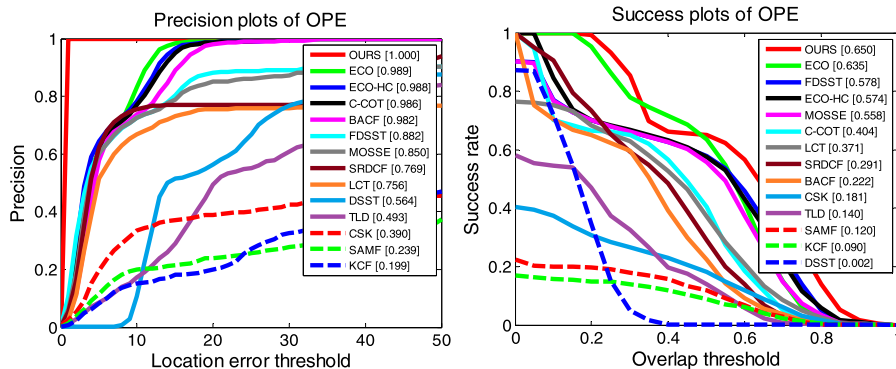 Precision plots of OPE
Precision
1
0.8
0.6
0.4
0.2
0
0
10
20
30
40
50
Location error threshold
OURS [1.000]
ECO [0.989]
ECO-HC [0.988]
C-COT [0.986]
BACF [0.982]
FDSST [0.882]
MOSSE [0.850]
SRDCF [0.769]
LCT [0.756]
DSST [0.564]
TLD [0.493]
CSK [0.390]
SAMF [0.239]
KCF [0.199]
Success plots of OPE
Success rate
1
0.8
0.6
0.4
0.2
0
0
0.2
0.4
0.6
0.8
Overlap threshold
OURS [0.650]
ECO [0.635]
FDSST [0.578]
ECO-HC [0.574]
MOSSE [0.558]
C-COT [0.404]
LCT [0.371]
SRDCF [0.291]
BACF [0.222]
CSK [0.181]
TLD [0.140]
SAMF [0.120]
KCF [0.090]
DSST [0.002]